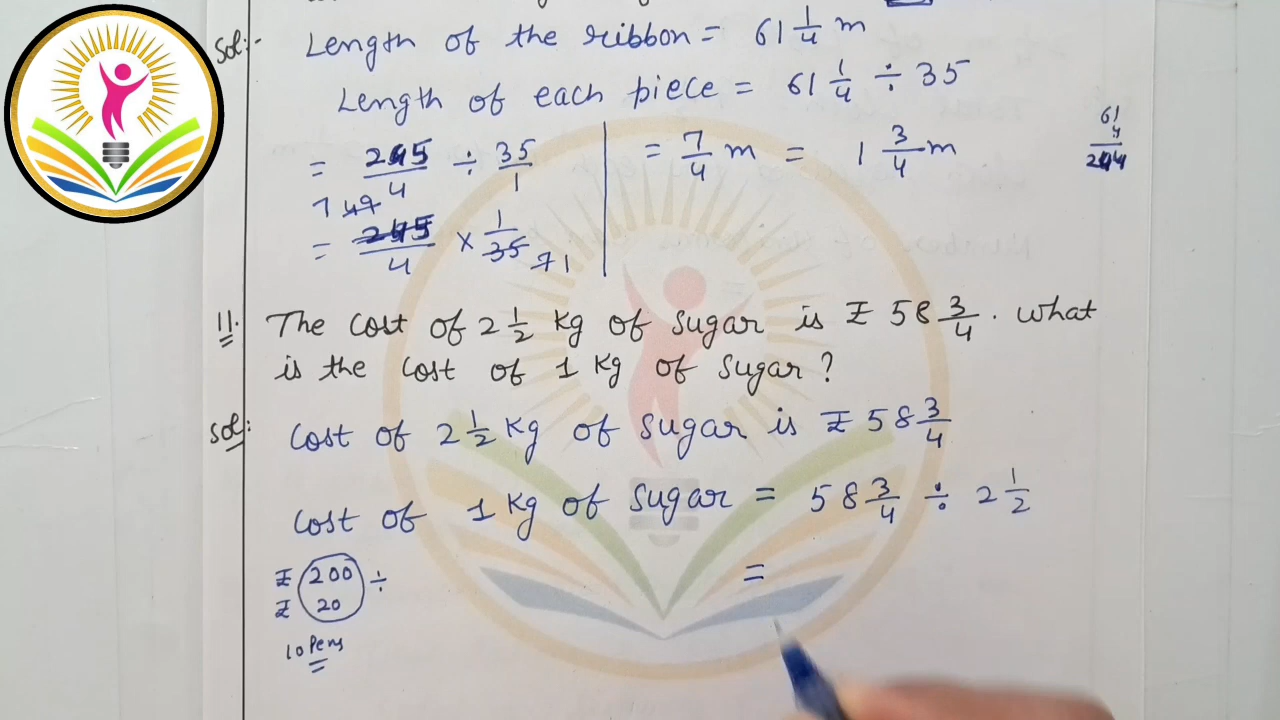 Sol:- Length of the ribbon = 61 1/4 m
Length of each piece = 61 1/4 ÷ 35
= 245/4 ÷ 35/1
= 7/4 m = 1 3/4 m
61
4
244
7 49
= 245/4 × 1/35 7 1
11. The cost of 2 1/2 kg of sugar is ₹ 58 3/4. what
is the cost of 1 kg of sugar?
Sol: Cost of 2 1/2 kg of sugar is ₹ 58 3/4
Cost of 1 kg of sugar = 58 3/4 ÷ 2 1/2
₹ 200 ÷
=
₹ 20
10 Pens